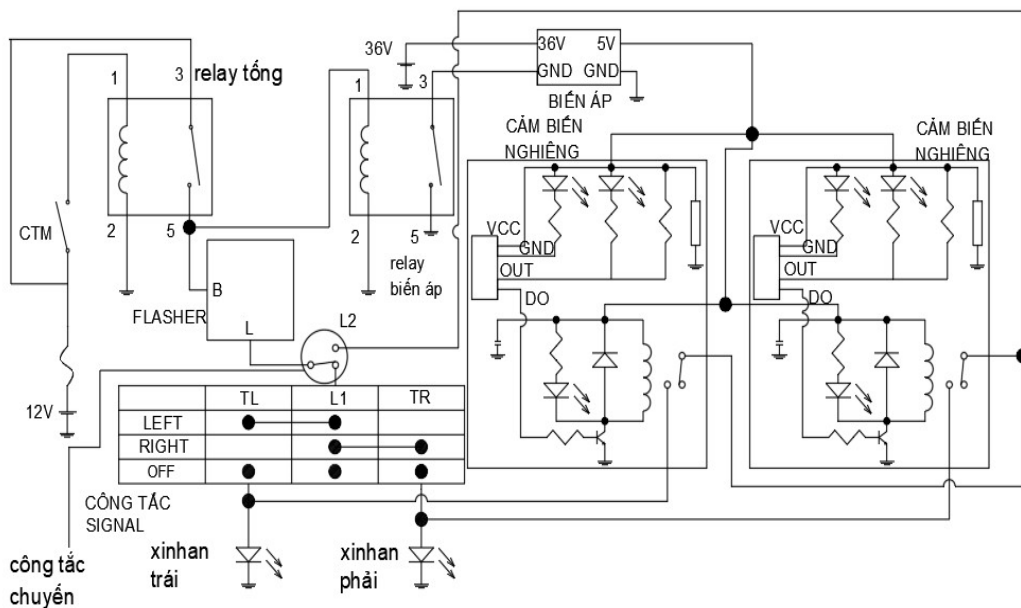 36V
36V 5V
GND GND
BIẾN ÁP
1
3
relay tổng
1
3
CẢM BIẾN
NGHIÊNG
CẢM BIẾN
NGHIÊNG
CTM
2
5
2
5
relay
biến áp
VCC
GND
OUT
DO
VCC
GND
OUT
DO
B
FLASHER
L
L2
12V
TL L1 TR
LEFT
RIGHT
OFF
CÔNG TẮC
SIGNAL
xinhan
trái
xinhan
phải
công tắc
chuyển